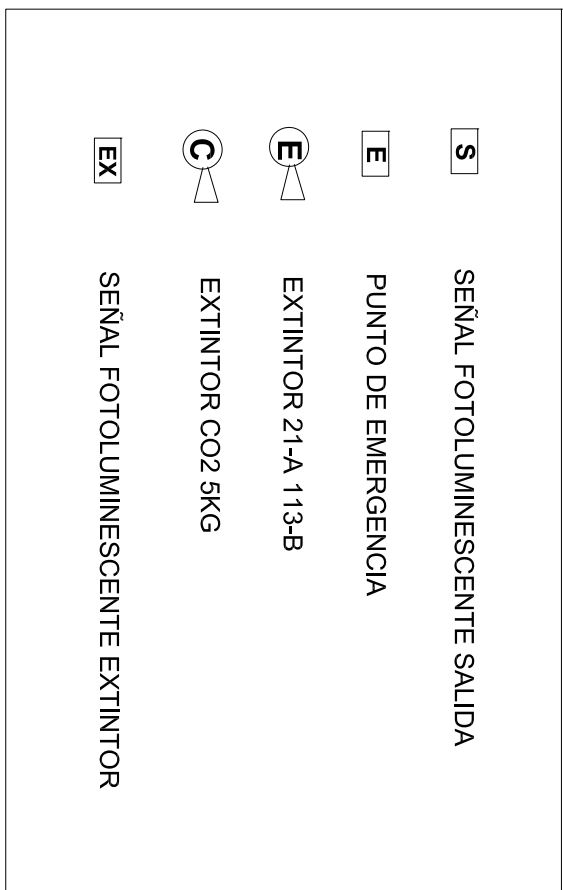 S SEÑAL FOTOLUMINESCENTE SALIDA
E PUNTO DE EMERGENCIA
E EXTINTOR 21-A 113-B
C EXTINTOR CO2 5KG
EX SEÑAL FOTOLUMINESCENTE EXTINTOR